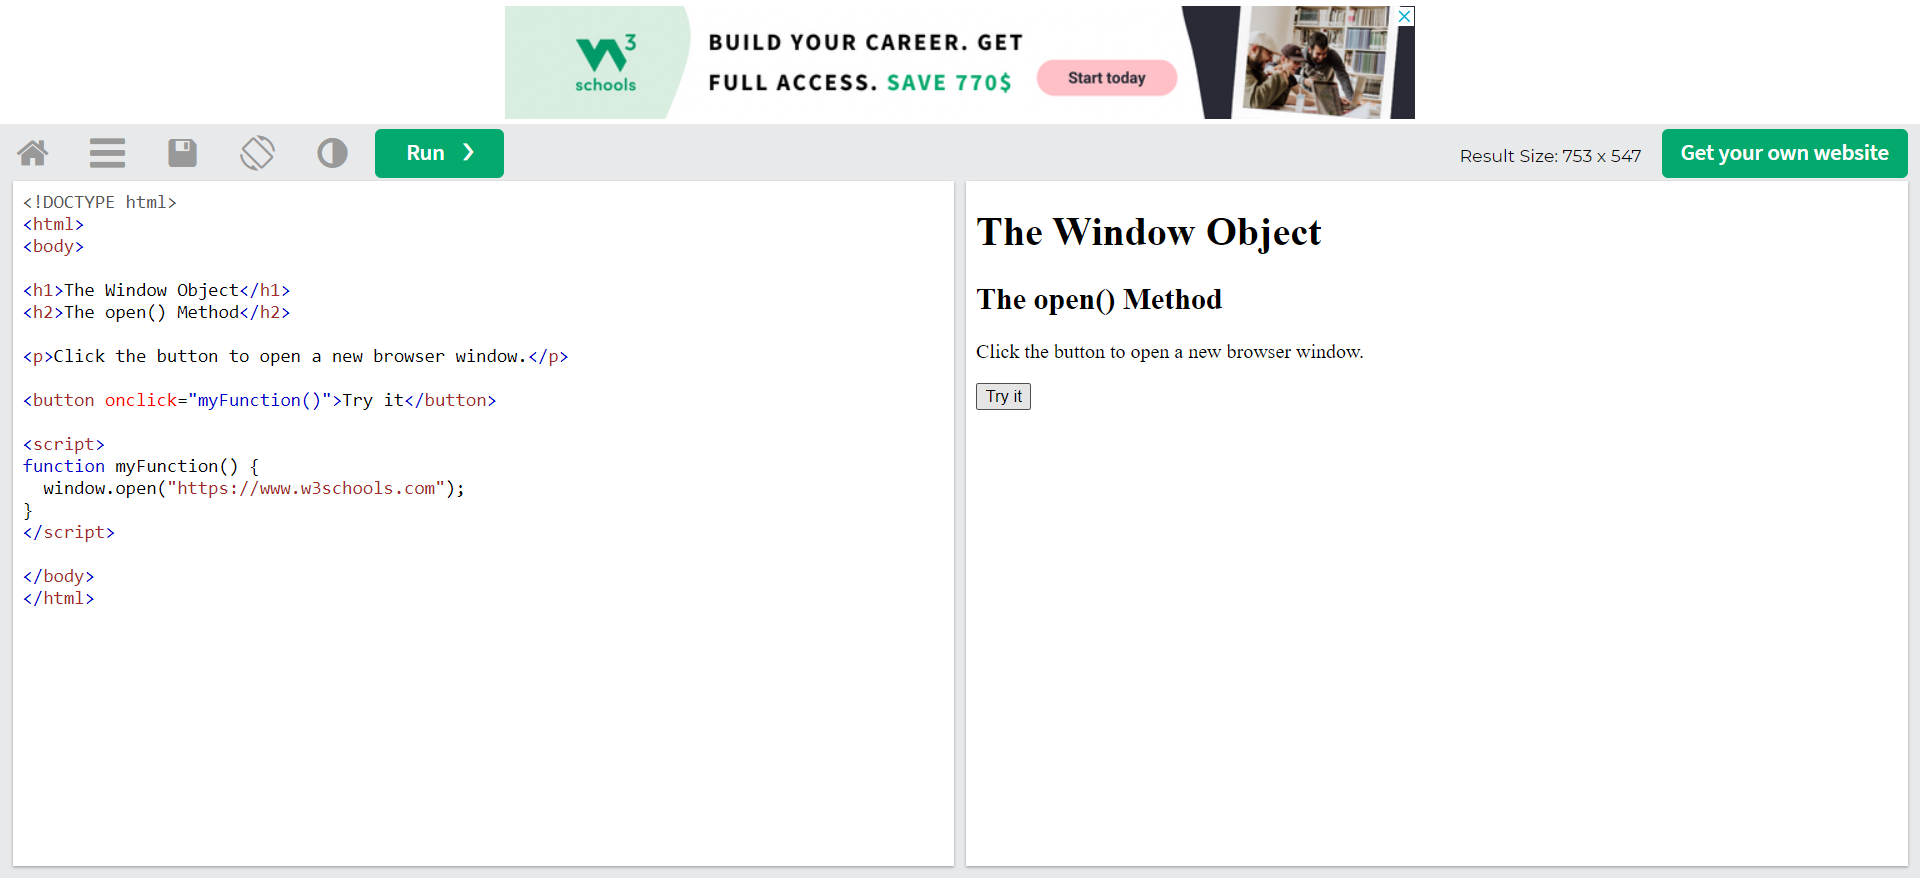 3
schools
BUILD YOUR CAREER. GET
FULL ACCESS. SAVE 770$
Start today
Run ❯
Result Size: 753 x 547
Get your own website
<!DOCTYPE html>
<html>
<body>
<h1>The Window Object</h1>
<h2>The open() Method</h2>
<p>Click the button to open a new browser window.</p>
<button onclick="myFunction()">Try it</button>
<script>
function myFunction() {
  window.open("https://www.w3schools.com");
}
</script>
</body>
</html>
The Window Object
The open() Method
Click the button to open a new browser window.
Try it